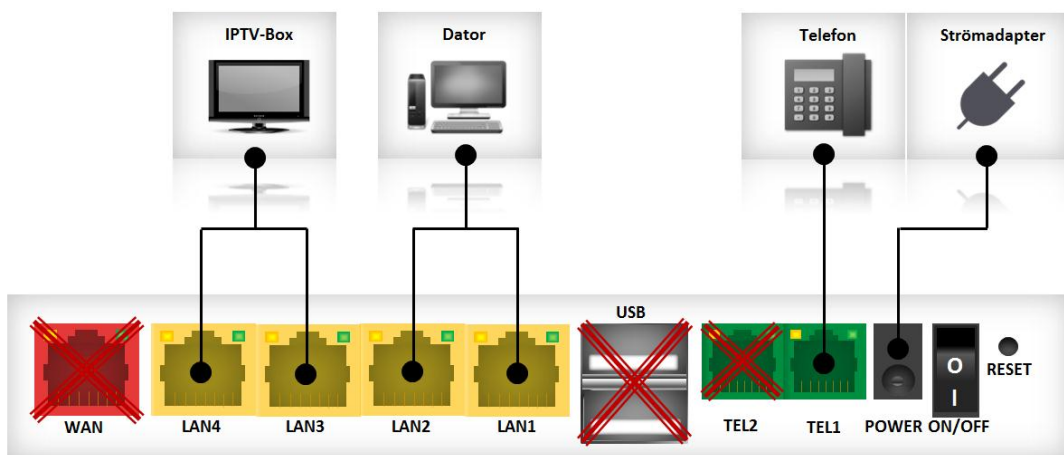 IPTV-Box
Dator
Telefon
Strömadapter
USB
O
I
RESET
WAN
LAN4
LAN3
LAN2
LAN1
TEL2
TEL1
POWER
ON/OFF